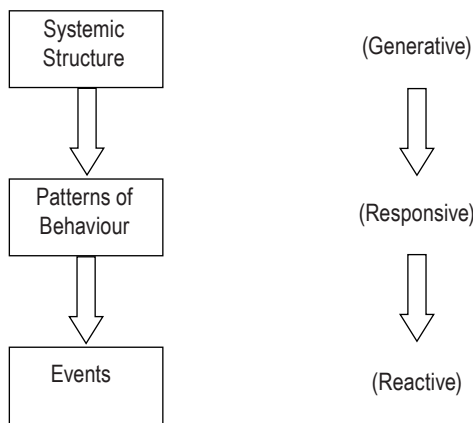 Systemic
Structure
(Generative)
Patterns of
Behaviour
(Responsive)
Events
(Reactive)